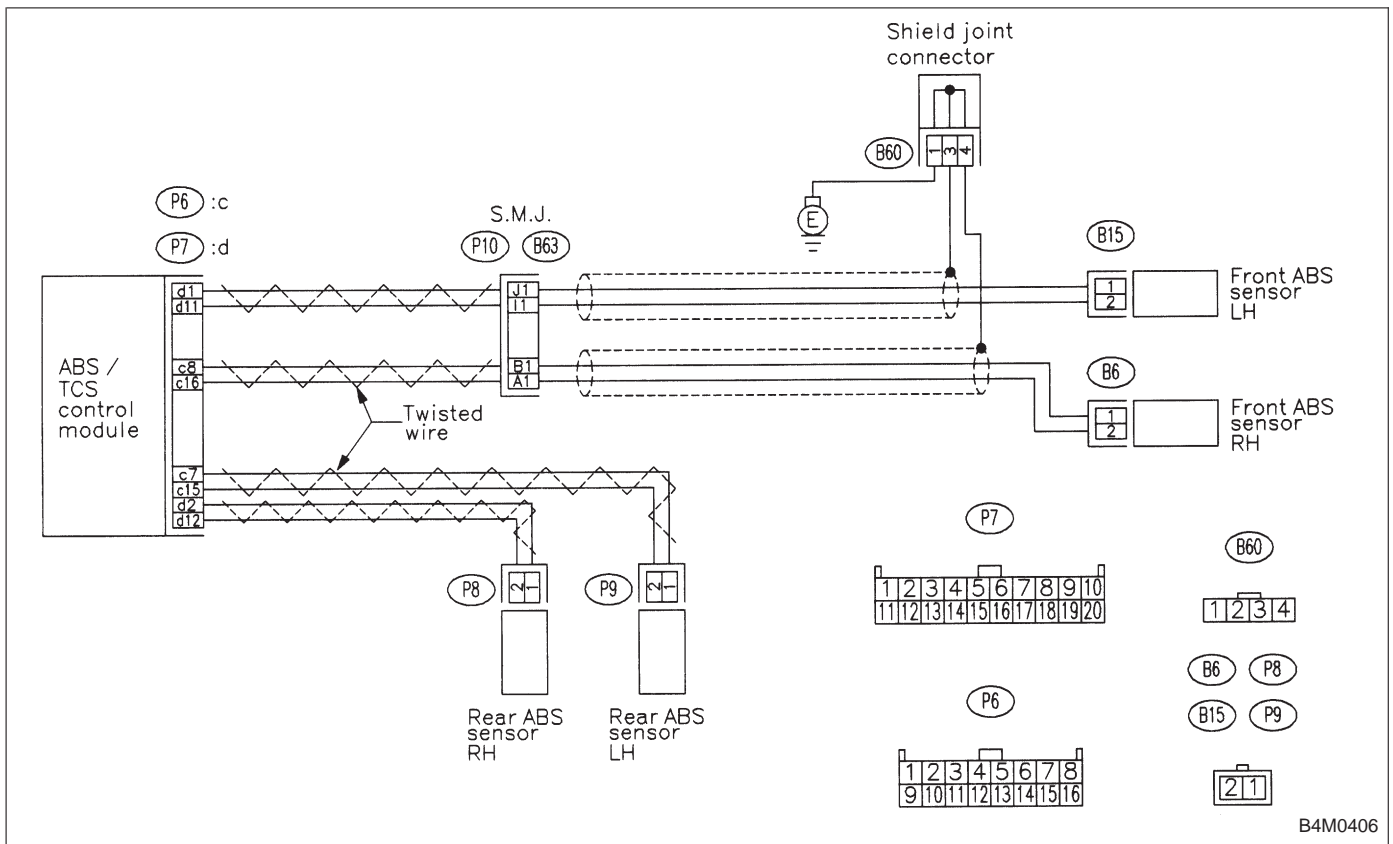 Shield joint
connector
1 3 4
B60
E
P6 :c
P7 :d
S.M.J.
P10 B63
B15
d1
d11
J1
I1
1
2
Front ABS
sensor
LH
c8
c16
B1
A1
ABS /
TCS
control
module
Twisted
wire
B6
1
2
Front ABS
sensor
RH
c7
c15
d2
d12
P8
2 1
P9
2 1
Rear ABS
sensor
RH
Rear ABS
sensor
LH
P7
1 2 3 4 5 6 7 8 9 10
11 12 13 14 15 16 17 18 19 20
B60
1 2 3 4
P6
1 2 3 4 5 6 7 8
9 10 11 12 13 14 15 16
B6 P8
B15 P9
2 1
B4M0406